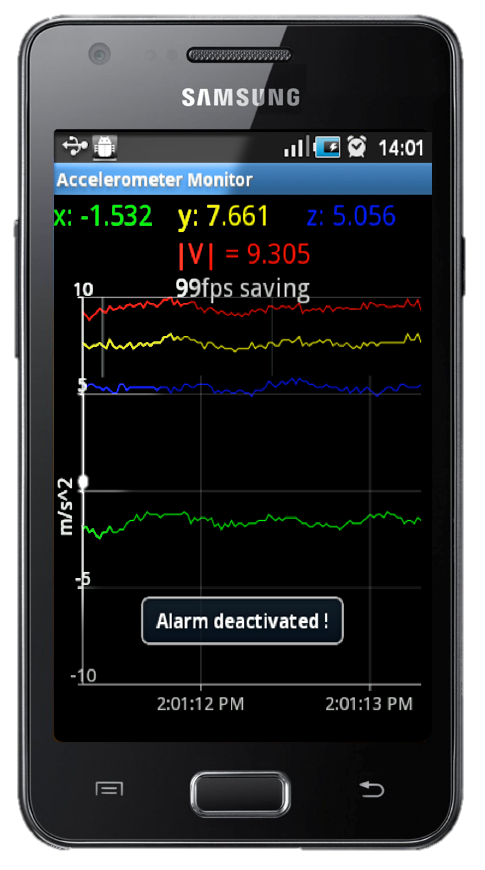 SAMSUNG
14:01
Accelerometer Monitor
x: -1.532 y: 7.661 z: 5.056
|V| = 9.305
99fps saving
10
5
0
m/s^2
-5
Alarm deactivated !
-10
2:01:12 PM 2:01:13 PM